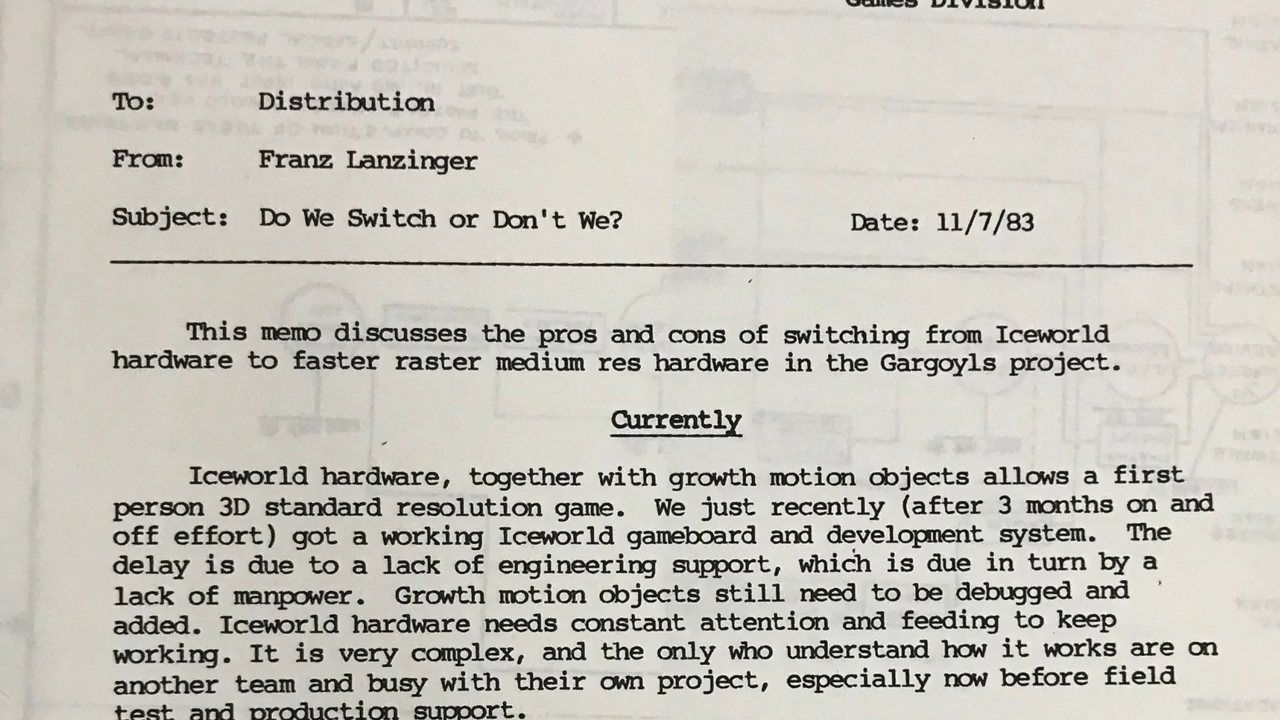 Games Division
To: Distribution
From: Franz Lanzinger
Subject: Do We Switch or Don't We? Date: 11/7/83
This memo discusses the pros and cons of switching from Iceworld
hardware to faster raster medium res hardware in the Gargoyls project.
Currently
Iceworld hardware, together with growth motion objects allows a first
person 3D standard resolution game. We just recently (after 3 months on and
off effort) got a working Iceworld gameboard and development system. The
delay is due to a lack of engineering support, which is due in turn by a
lack of manpower. Growth motion objects still need to be debugged and
added. Iceworld hardware needs constant attention and feeding to keep
working. It is very complex, and the only who understand how it works are on
another team and busy with their own project, especially now before field
test and production support.